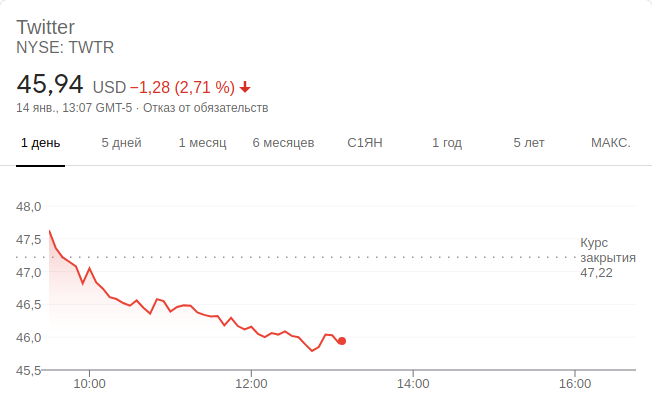 Twitter
NYSE: TWTR
45,94 USD −1,28 (2,71 %)
14 янв., 13:07 GMT-5 · Отказ от обязательств
1 день 5 дней 1 месяц 6 месяцев С1ЯН 1 год 5 лет МАКС.
48,0
47,5
47,0
46,5
46,0
45,5
Курс
закрытия
47,22
10:00 12:00 14:00 16:00